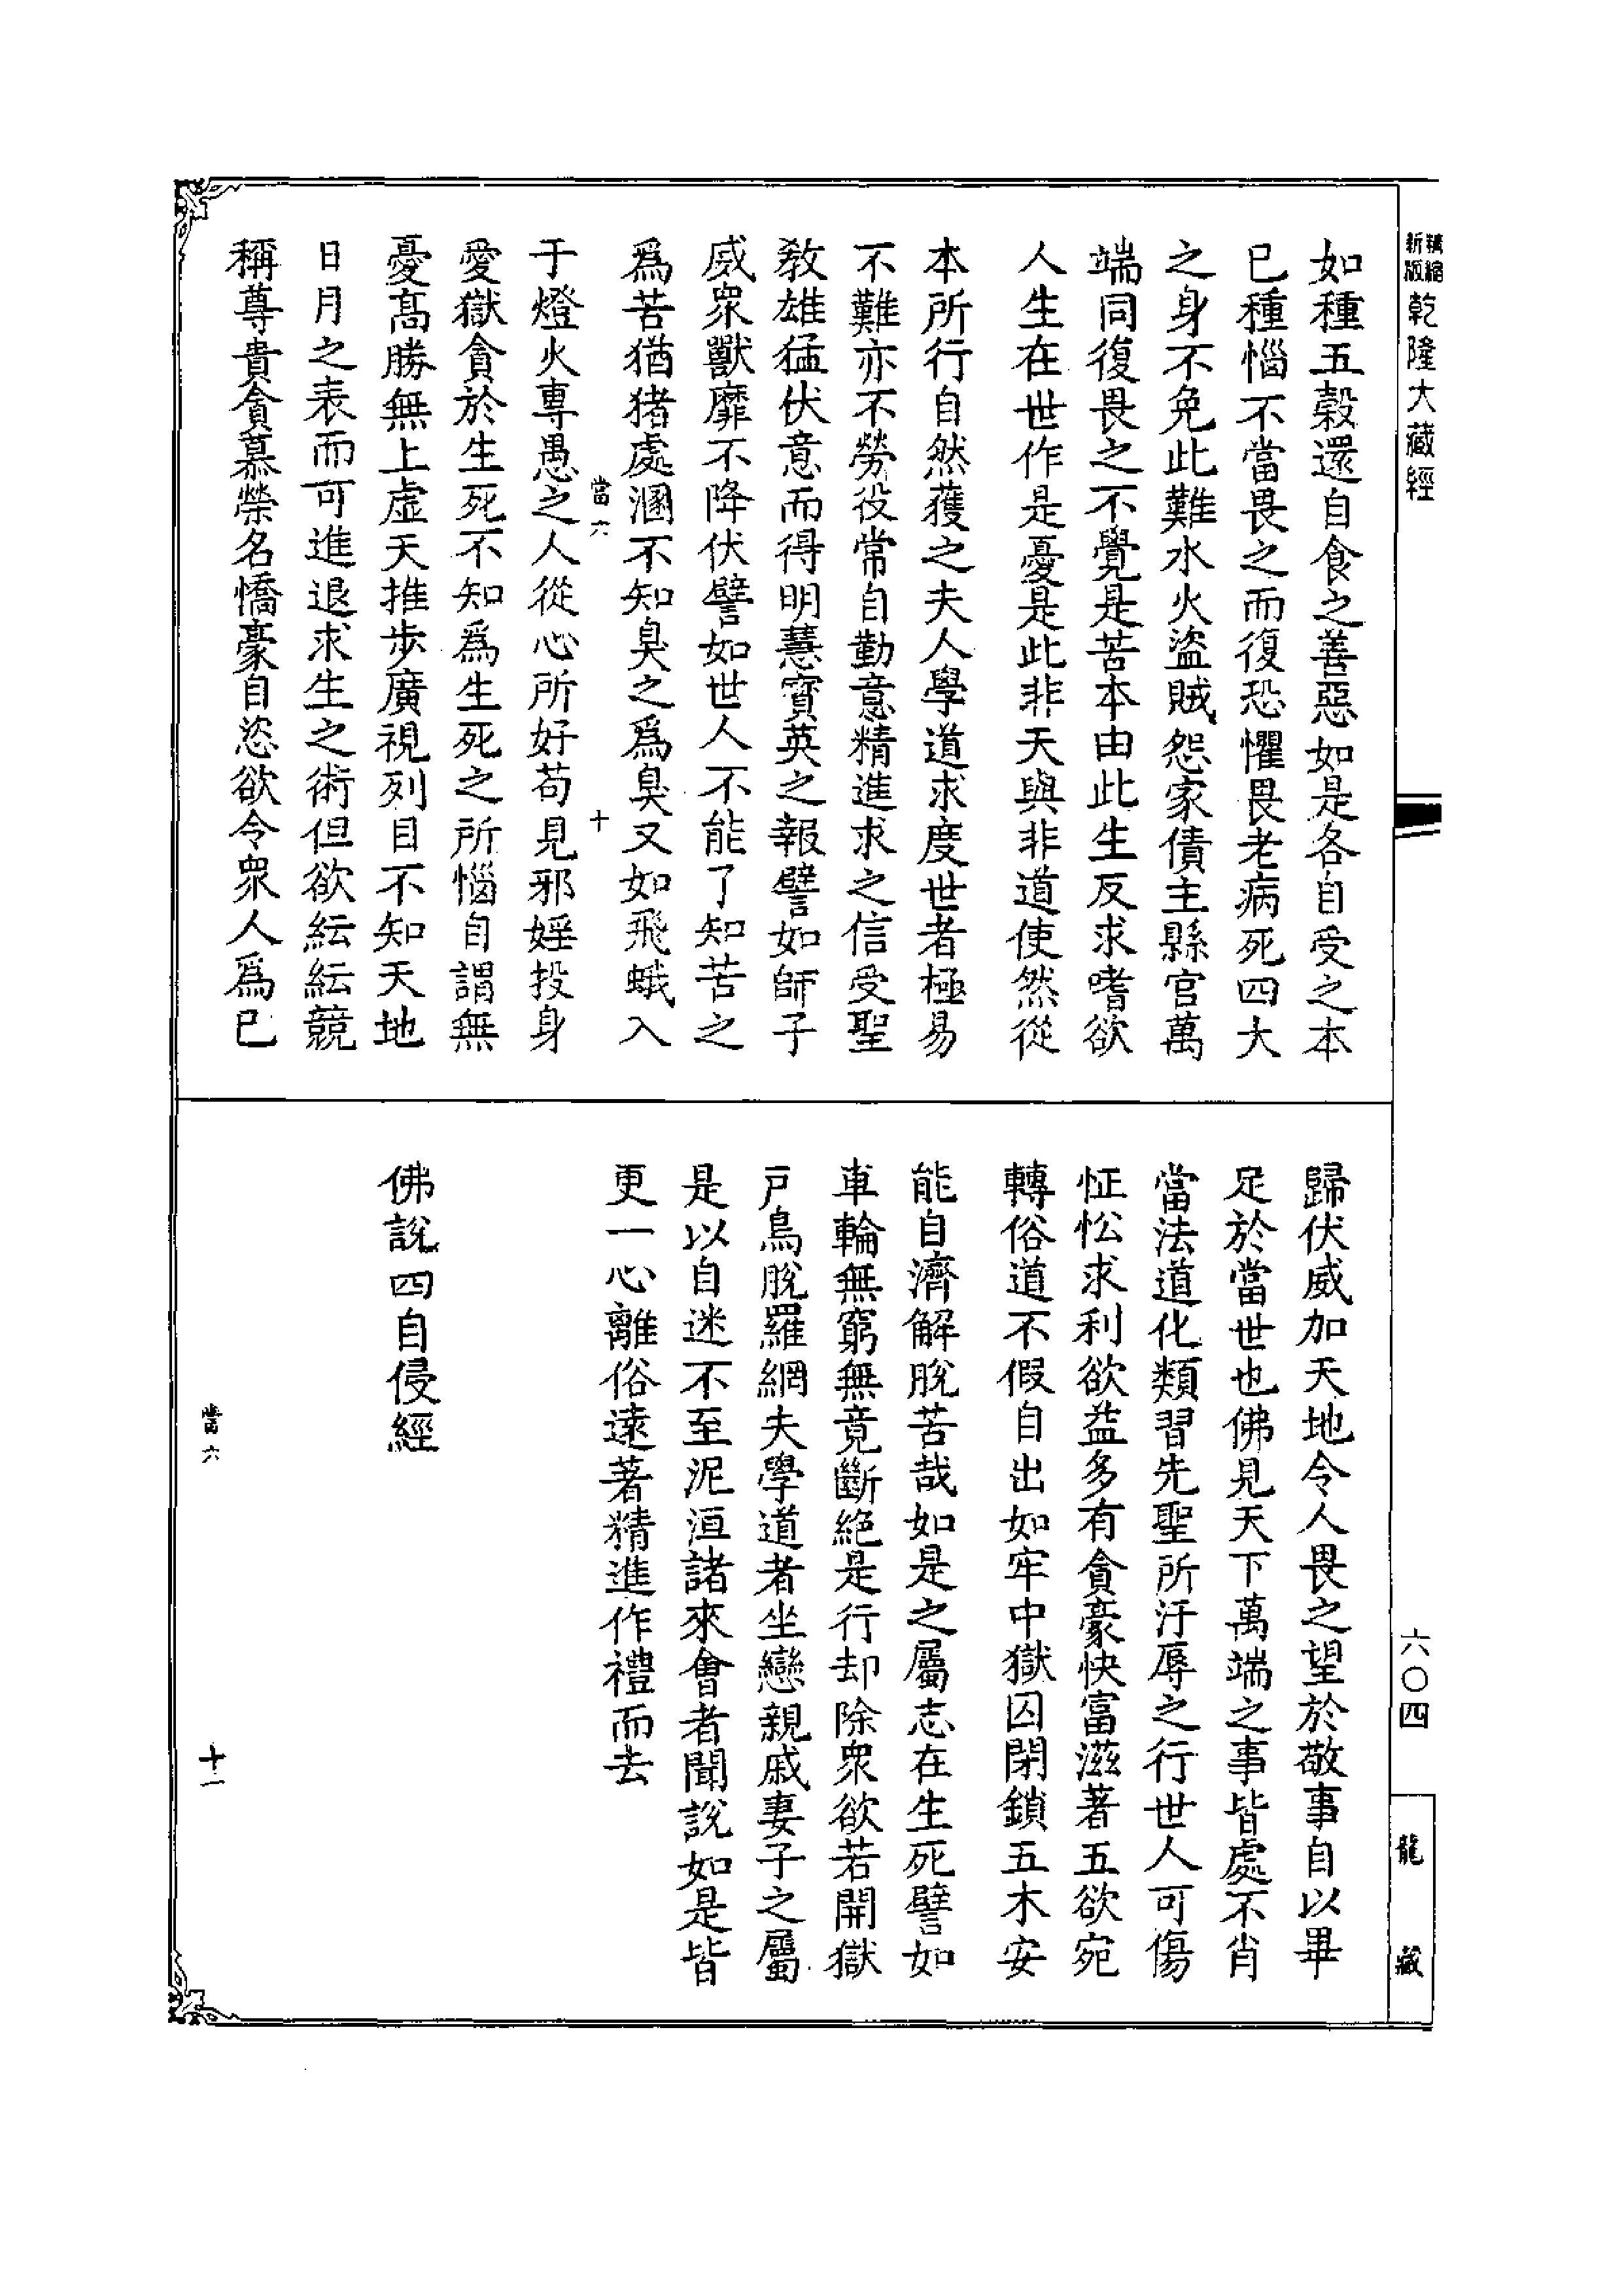 精縮
新版
乾隆大藏經
六〇四
龍藏
如種五穀還自食之善惡如是各自受之本
已種惱不當畏之而復恐懼畏老病死四大
之身不免此難水火盜賊怨家債主縣官萬
端同復畏之不覺是苦本由此生反求嗜欲
人生在世作是憂是此非天與非道使然從
本所行自然獲之夫人學道求度世者極易
不難亦不勞役常自勤意精進求之信受聖
教雄猛伏意而得明慧寳英之報譬如師子
威衆獸靡不降伏譬如世人不能了知苦之
爲苦猶猪處溷不知臭之爲臭又如飛蛾入
當六
十
于燈火專愚之人從心所好苟見邪婬投身
愛獄貪於生死不知爲生死之所惱自謂無
憂髙勝無上虛天推步廣視列目不知天地
日月之表而可進退求生之術但欲紜紜競
稱尊貴貪慕榮名憍豪自恣欲令衆人爲已
歸伏威加天地令人畏之望於敬事自以畢
足於當世也佛見天下萬端之事皆處不肖
當法道化類習先聖所汙辱之行世人可傷
怔忪求利欲益多有貪豪快富滋著五欲宛
轉俗道不假自出如牢中獄囚閉鎖五木安
能自濟解脫苦哉如是之屬志在生死譬如
車輪無窮無竟斷絕是行却除衆欲若開獄
戸鳥脫羅網夫學道者坐戀親戚妻子之屬
是以自迷不至泥洹諸來會者聞說如是皆
更一心離俗遠著精進作禮而去
佛說四自侵經
當六
十一